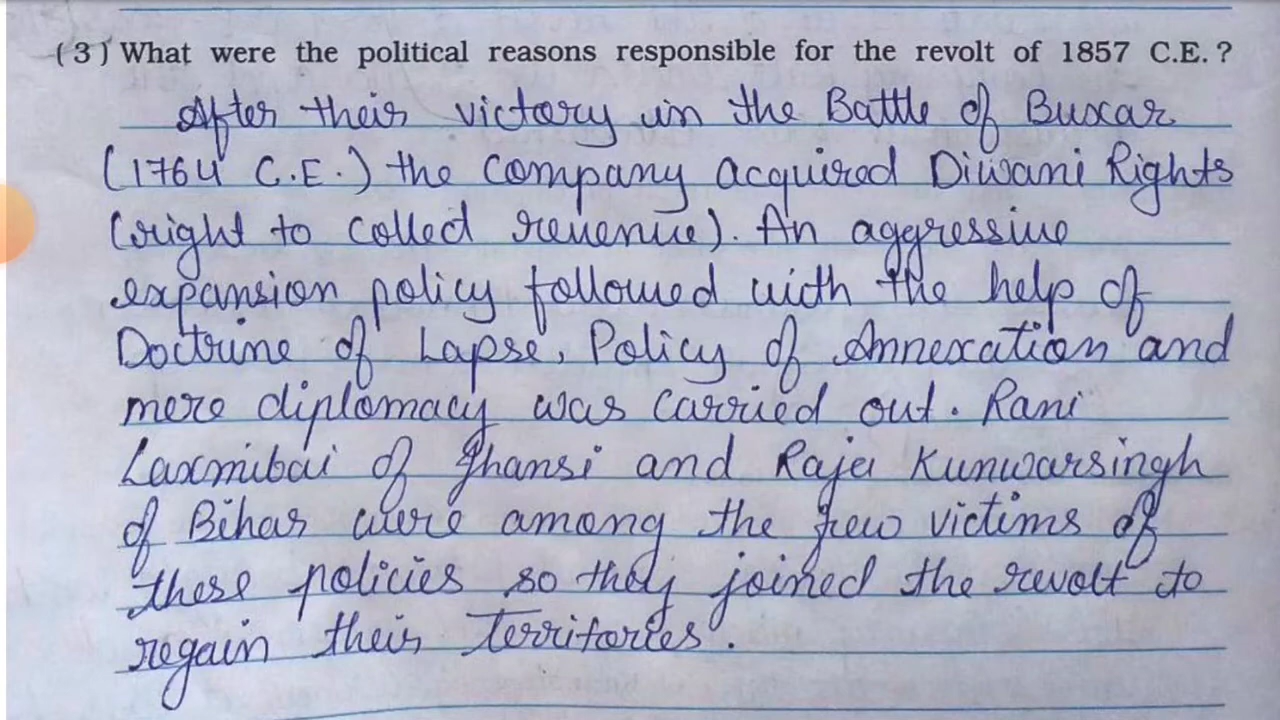 (3) What were the political reasons responsible for the revolt of 1857 C.E. ?
After their victory in the Battle of Buxar
(1764 C.E.) the company acquired Diwani Rights
(right to collect revenue). An aggressive
expansion policy followed with the help of
Doctrine of Lapse, Policy of Annexation and
mere diplomacy was carried out. Rani
Laxmibai of Jhansi and Raja Kunwarsingh
of Bihar were among the few victims of
these policies so they joined the revolt to
regain their Territories.